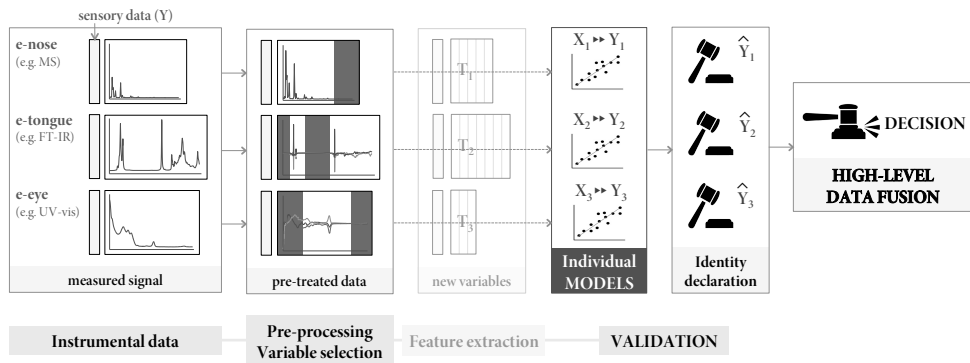 sensory data (Y)
e-nose
(e.g. MS)
e-tongue
(e.g. FT-IR)
e-eye
(e.g. UV-vis)
measured signal
pre-treated data
T1
T2
T3
new variables
X1 ▸▸ Y1
X2 ▸▸ Y2
X3 ▸▸ Y3
Individual
MODELS
Ŷ1
Ŷ2
Ŷ3
Identity
declaration
DECISION
HIGH-LEVEL
DATA FUSION
Instrumental data
Pre-processing
Variable selection
Feature extraction
VALIDATION